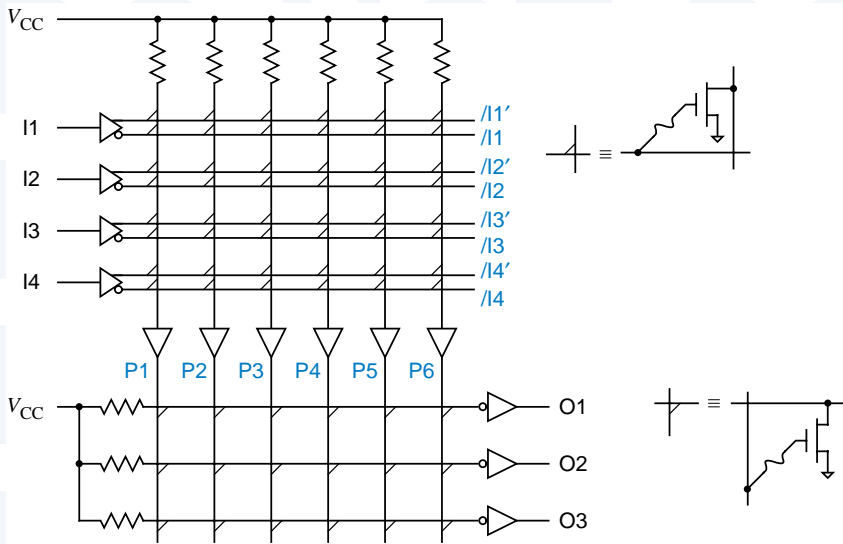 VCC
I1
/I1′
/I1
I2
/I2′
/I2
≡
I3
/I3′
/I3
I4
/I4′
/I4
P1 P2 P3 P4 P5 P6
VCC
O1
≡
O2
O3